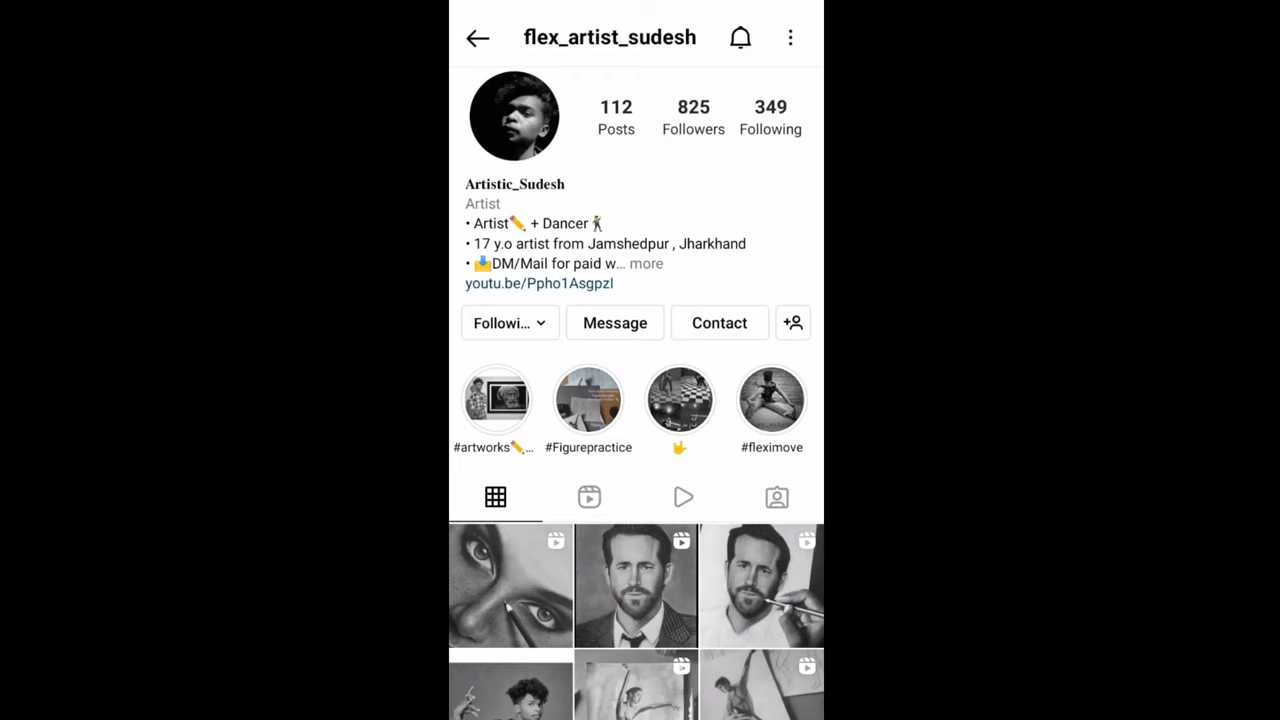 flex_artist_sudesh
112 825 349
Posts Followers Following
Artistic_Sudesh
Artist
• Artist✏️ + Dancer🕺
• 17 y.o artist from Jamshedpur , Jharkhand
• 📩DM/Mail for paid w... more
youtu.be/Ppho1AsgpzI
Followi... Message Contact
#artworks✏️... #Figurepractice 🤟 #fleximove